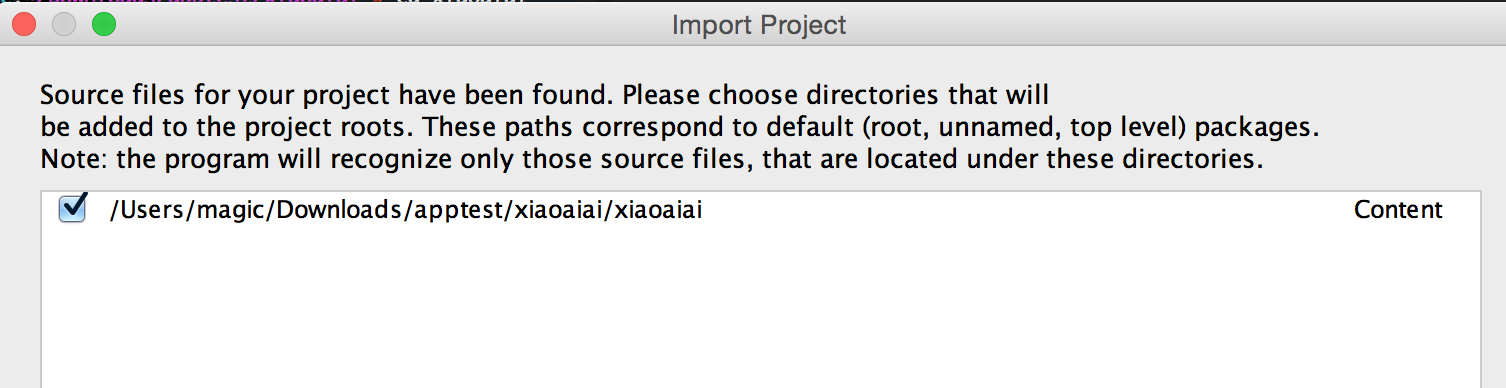 Import Project
Source files for your project have been found. Please choose directories that will
be added to the project roots. These paths correspond to default (root, unnamed, top level) packages.
Note: the program will recognize only those source files, that are located under these directories.
/Users/magic/Downloads/apptest/xiaoaiai/xiaoaiai Content